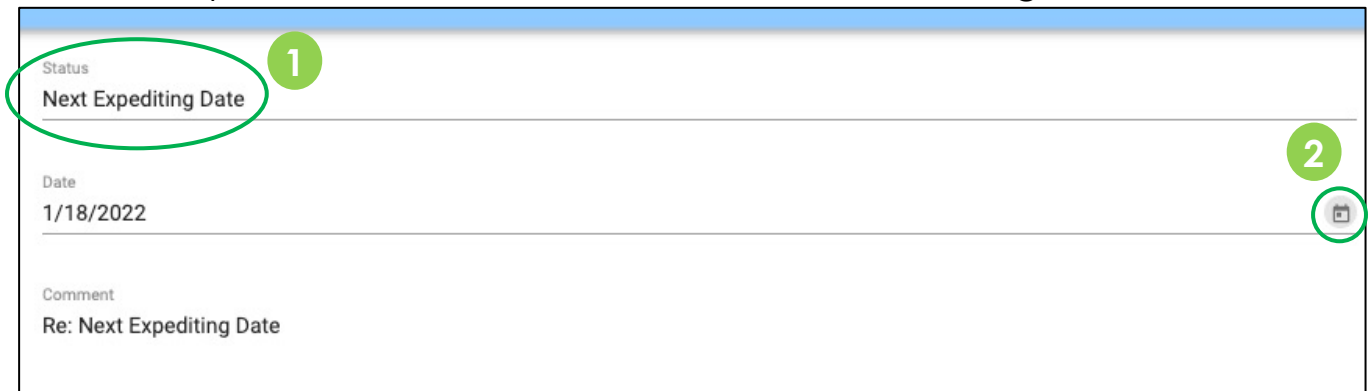 Status
1
Next Expediting Date
2
Date
1/18/2022
Comment
Re: Next Expediting Date